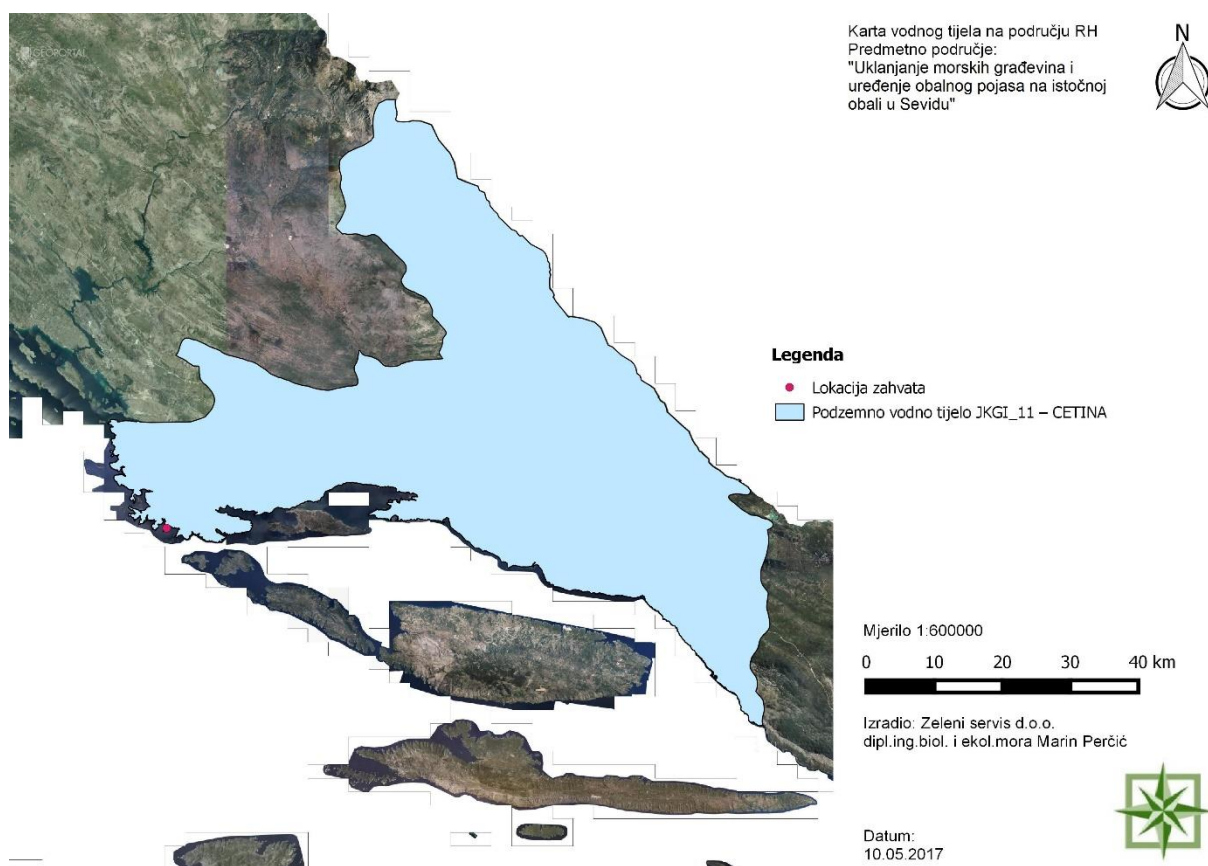 GEOPORTAL
Karta vodnog tijela na području RH
Predmetno područje:
"Uklanjanje morskih građevina i
uređenje obalnog pojasa na istočnoj
obali u Sevidu"
N
Legenda
Lokacija zahvata
Podzemno vodno tijelo JKGI_11 – CETINA
Mjerilo 1:600000
0 10 20 30 40 km
Izradio: Zeleni servis d.o.o.
dipl.ing.biol. i ekol.mora Marin Perčić
Datum:
10.05.2017